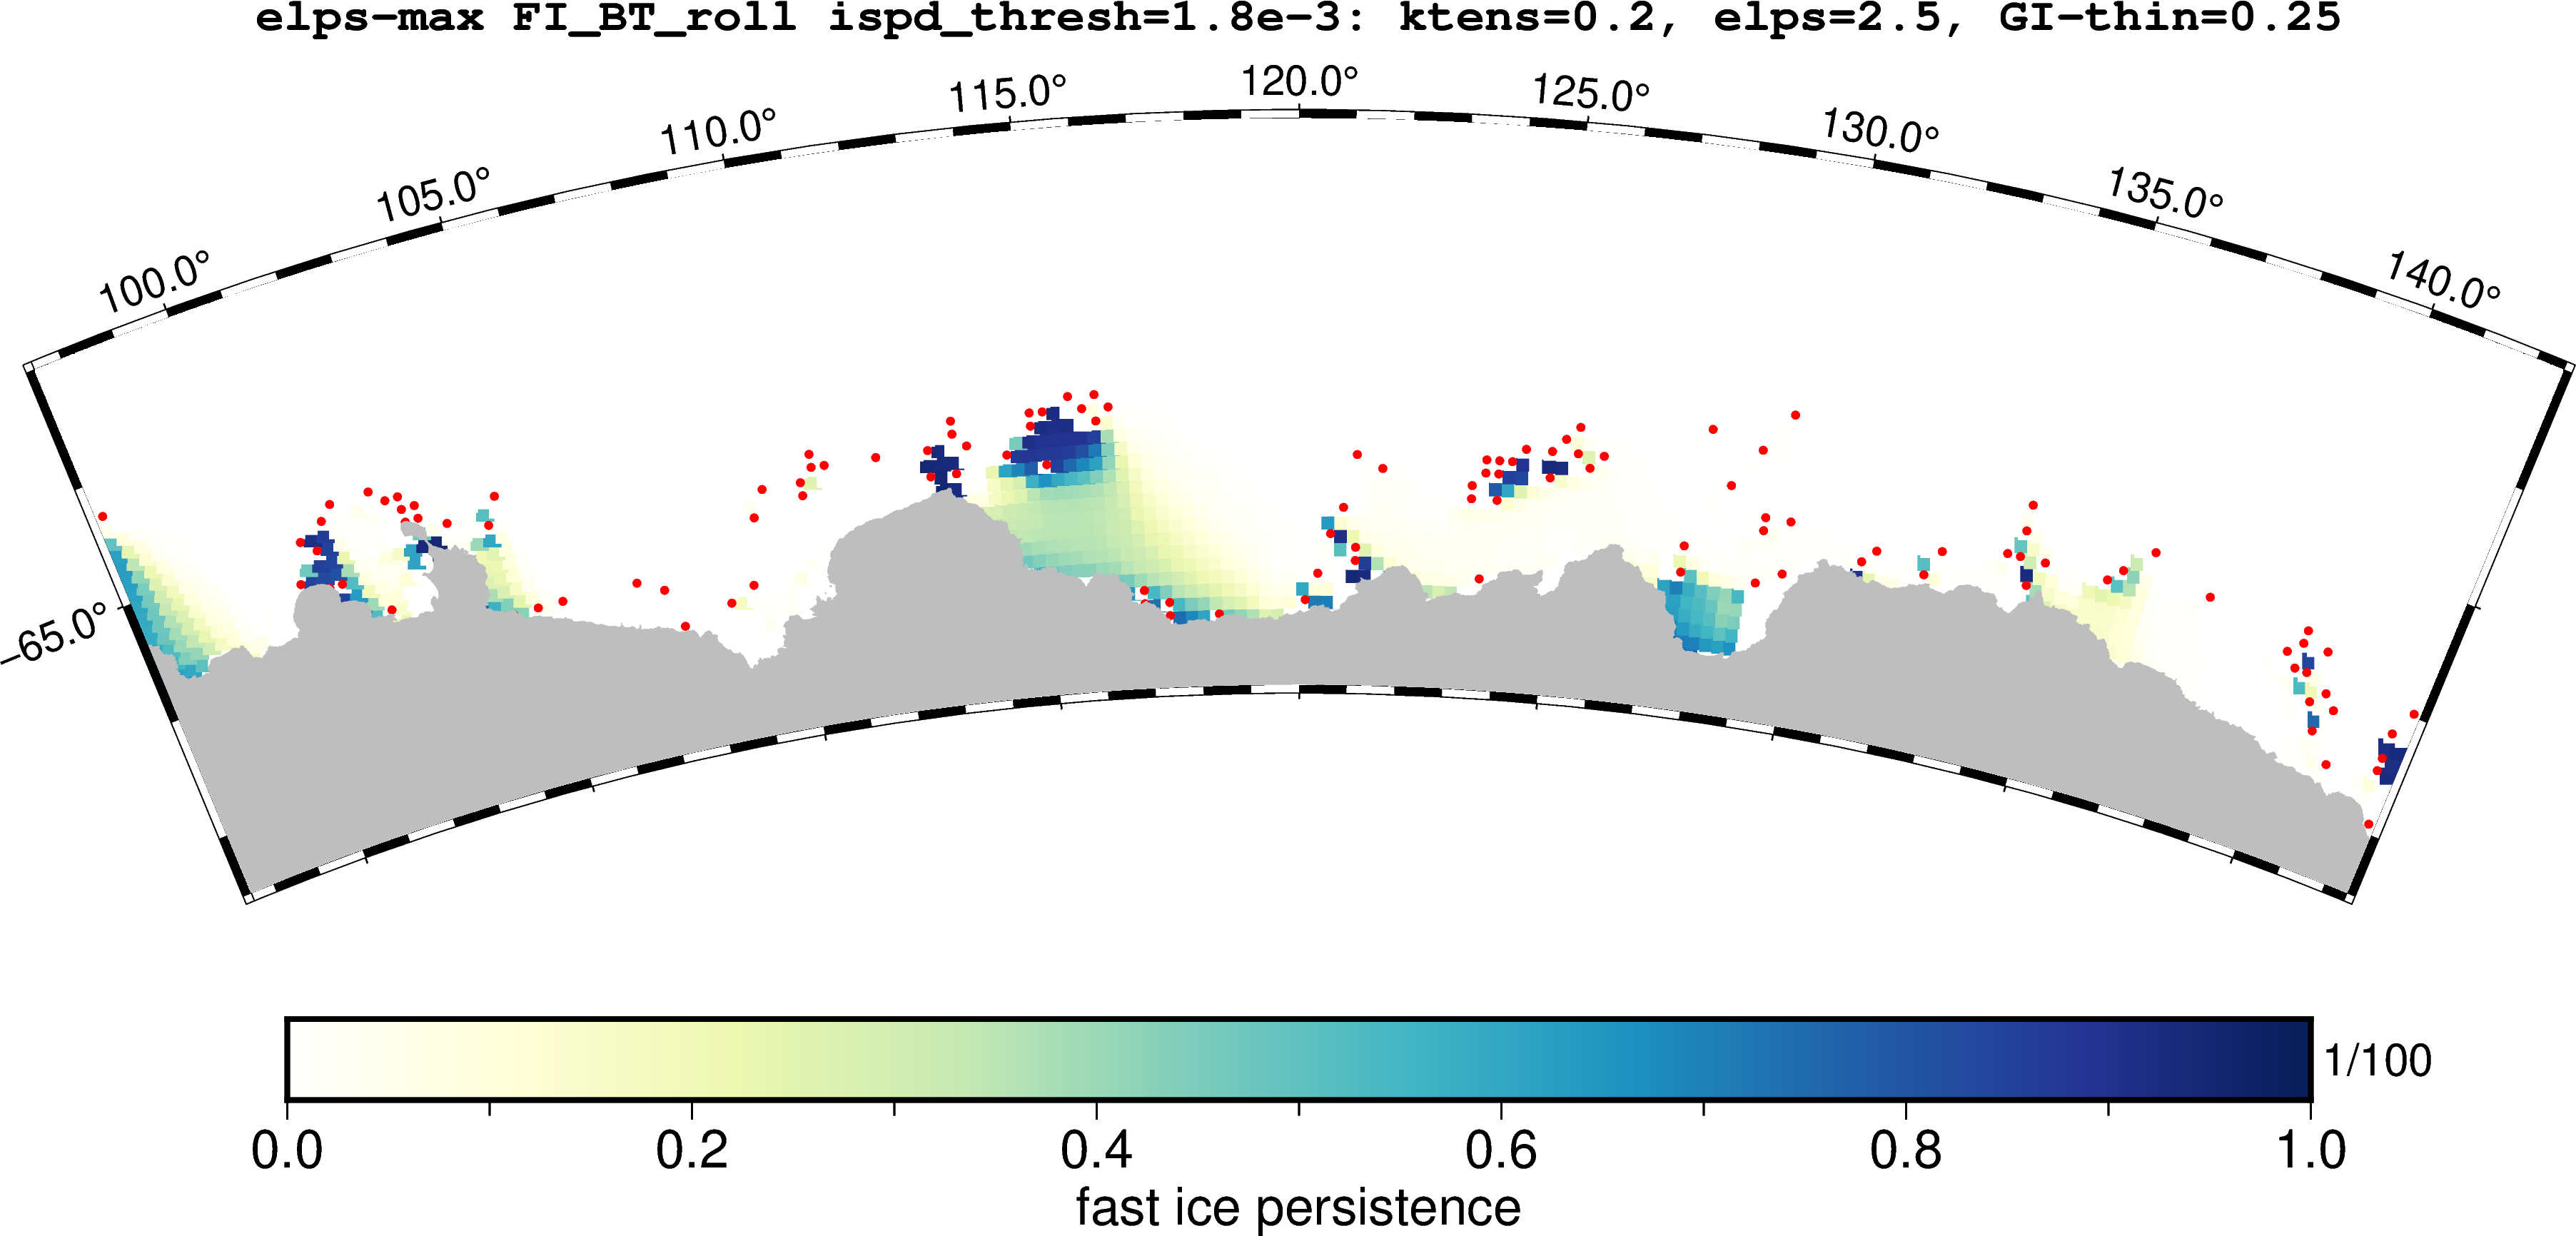 elps-max FI_BT_roll ispd_thresh=1.8e-3: ktens=0.2, elps=2.5, GI-thin=0.25
100.0° 105.0° 110.0° 115.0° 120.0° 125.0° 130.0° 135.0° 140.0°
-65.0°
1/100
0.0 0.2 0.4 0.6 0.8 1.0
fast ice persistence